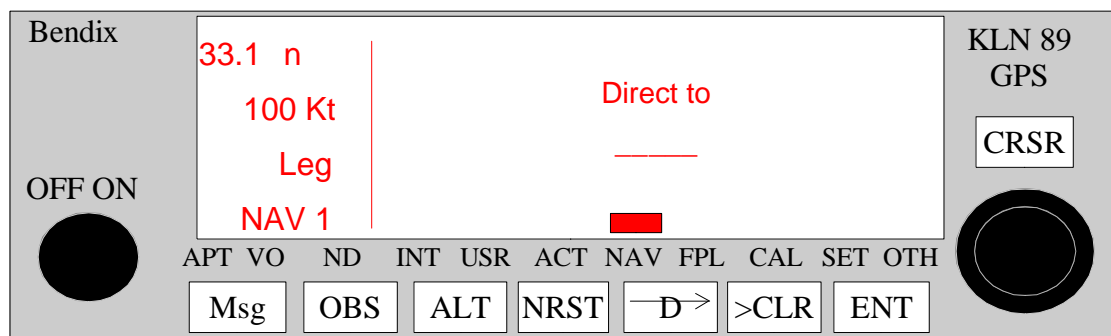 Bendix
KLN 89
GPS
33.1 n
100 Kt
Leg
NAV 1
Direct to
_____
CRSR
OFF ON
APT VO ND INT USR ACT NAV FPL CAL SET OTH
Msg OBS ALT NRST D >CLR ENT